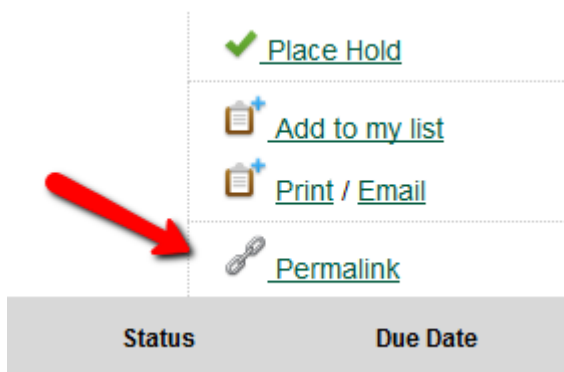 Place Hold
Add to my list
Print / Email
Permalink
Status Due Date